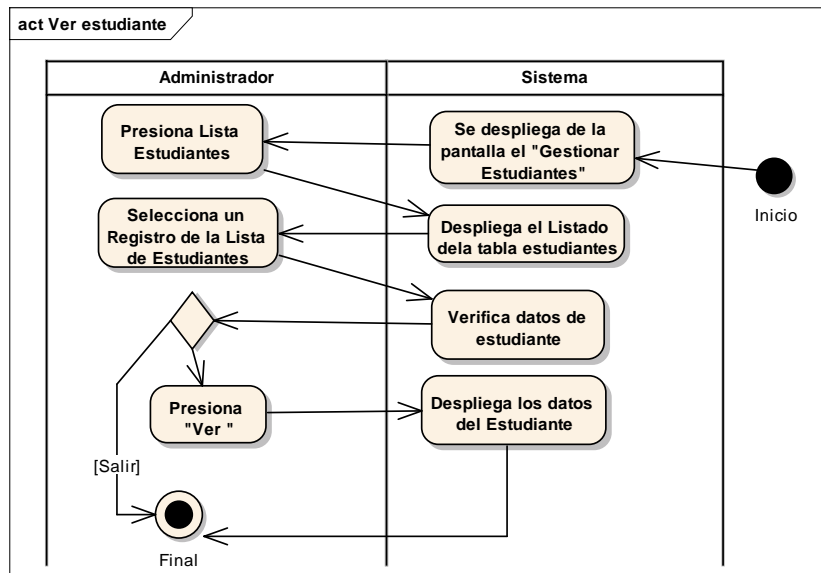 act Ver estudiante
Administrador
Sistema
Presiona Lista
Estudiantes
Se despliega de la
pantalla el "Gestionar
Estudiantes"
Inicio
Selecciona un
Registro de la Lista
de Estudiantes
Despliega el Listado
dela tabla estudiantes
Verifica datos de
estudiante
Presiona
"Ver "
Despliega los datos
del Estudiante
[Salir]
Final